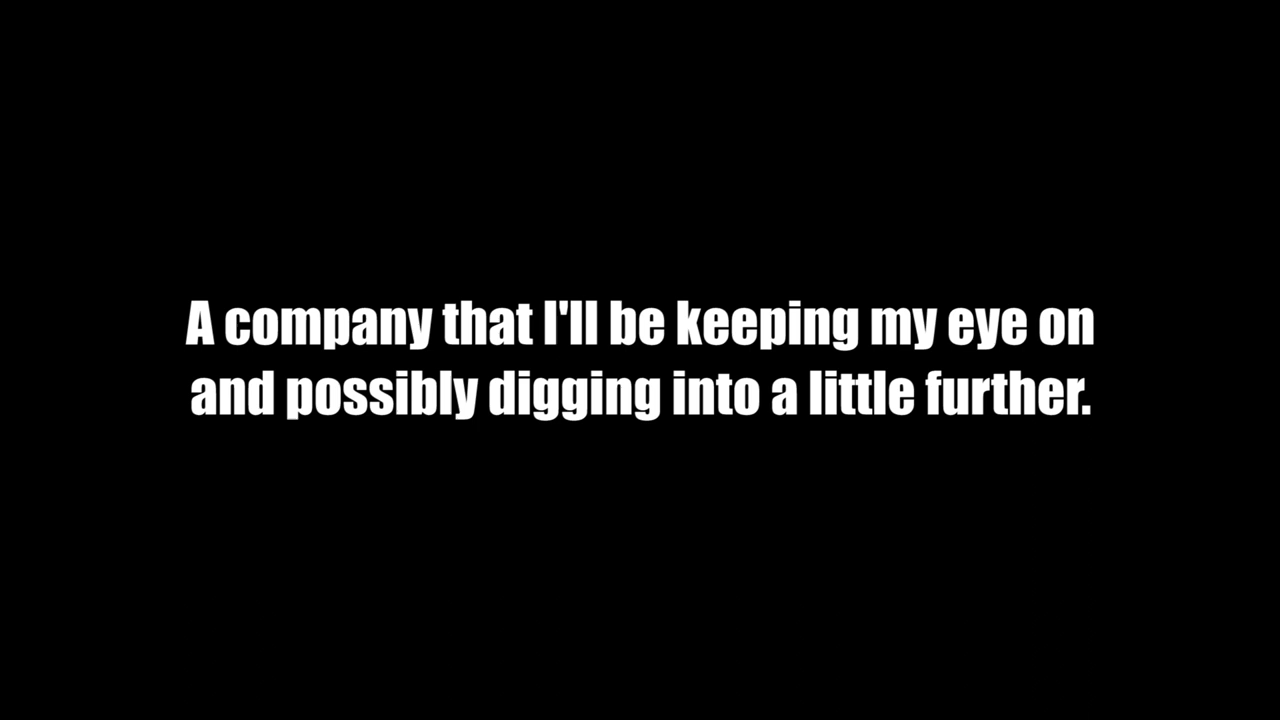 A company that I'll be keeping my eye on
and possibly digging into a little further.